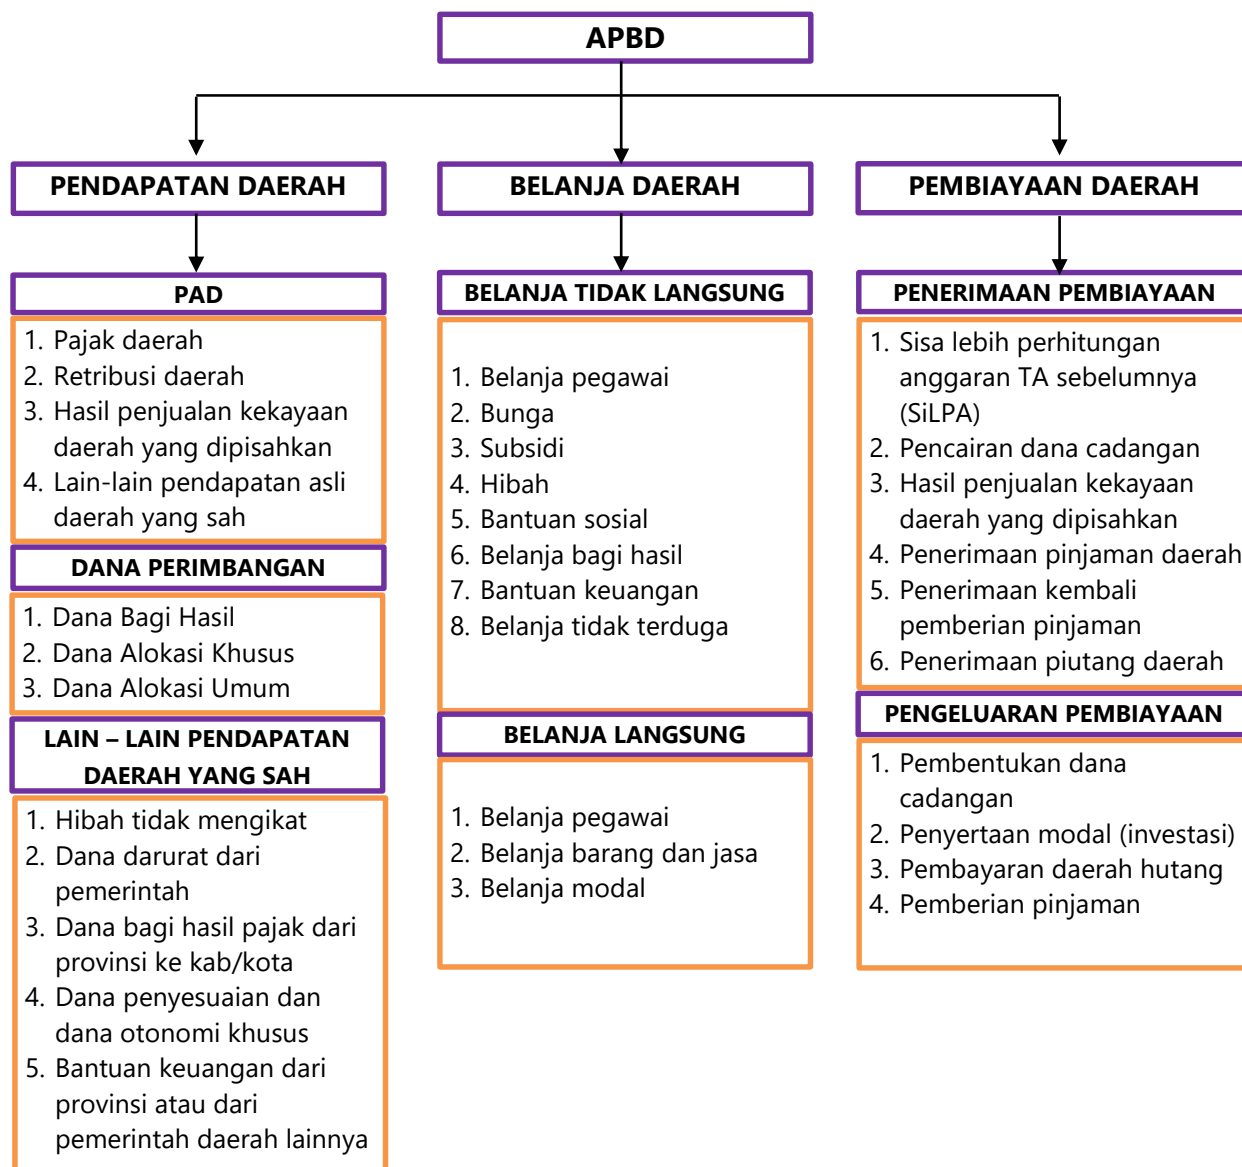 APBD
PENDAPATAN DAERAH
PAD
1. Pajak daerah
2. Retribusi daerah
3. Hasil penjualan kekayaan
daerah yang dipisahkan
4. Lain-lain pendapatan asli
daerah yang sah
DANA PERIMBANGAN
1. Dana Bagi Hasil
2. Dana Alokasi Khusus
3. Dana Alokasi Umum
LAIN – LAIN PENDAPATAN
DAERAH YANG SAH
1. Hibah tidak mengikat
2. Dana darurat dari
pemerintah
3. Dana bagi hasil pajak dari
provinsi ke kab/kota
4. Dana penyesuaian dan
dana otonomi khusus
5. Bantuan keuangan dari
provinsi atau dari
pemerintah daerah lainnya
BELANJA DAERAH
BELANJA TIDAK LANGSUNG
1. Belanja pegawai
2. Bunga
3. Subsidi
4. Hibah
5. Bantuan sosial
6. Belanja bagi hasil
7. Bantuan keuangan
8. Belanja tidak terduga
BELANJA LANGSUNG
1. Belanja pegawai
2. Belanja barang dan jasa
3. Belanja modal
PEMBIAYAAN DAERAH
PENERIMAAN PEMBIAYAAN
1. Sisa lebih perhitungan
anggaran TA sebelumnya
(SiLPA)
2. Pencairan dana cadangan
3. Hasil penjualan kekayaan
daerah yang dipisahkan
4. Penerimaan pinjaman daerah
5. Penerimaan kembali
pemberian pinjaman
6. Penerimaan piutang daerah
PENGELUARAN PEMBIAYAAN
1. Pembentukan dana
cadangan
2. Penyertaan modal (investasi)
3. Pembayaran daerah hutang
4. Pemberian pinjaman